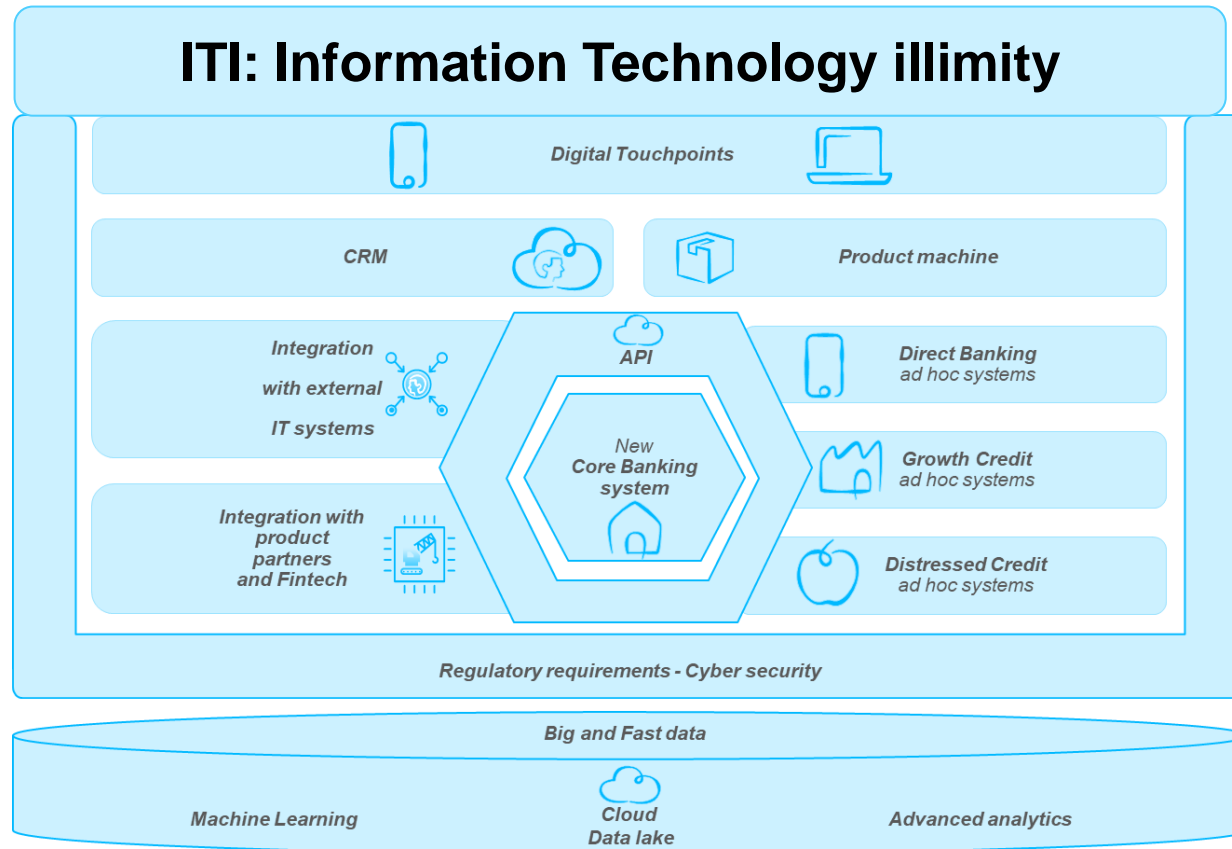 ITI: Information Technology illimity
Digital Touchpoints
CRM
Product machine
Integration
with external
IT systems
API
Direct Banking
ad hoc systems
New
Core Banking
system
Growth Credit
ad hoc systems
Integration with
product
partners
and Fintech
Distressed Credit
ad hoc systems
Regulatory requirements - Cyber security
Big and Fast data
Machine Learning
Cloud
Data lake
Advanced analytics